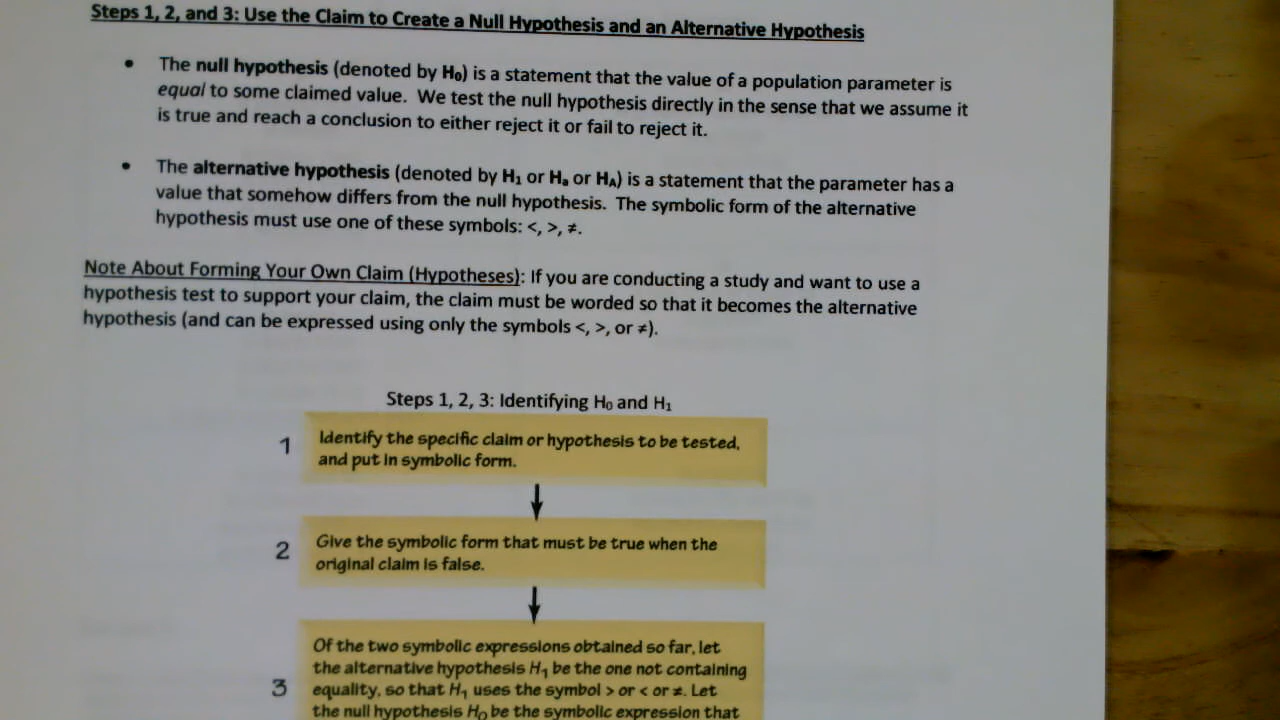 Steps 1, 2, and 3: Use the Claim to Create a Null Hypothesis and an Alternative Hypothesis
• The null hypothesis (denoted by H₀) is a statement that the value of a population parameter is
equal to some claimed value. We test the null hypothesis directly in the sense that we assume it
is true and reach a conclusion to either reject it or fail to reject it.
• The alternative hypothesis (denoted by H₁ or Hₐ or Hᴀ) is a statement that the parameter has a
value that somehow differs from the null hypothesis. The symbolic form of the alternative
hypothesis must use one of these symbols: <, >, ≠.
Note About Forming Your Own Claim (Hypotheses): If you are conducting a study and want to use a
hypothesis test to support your claim, the claim must be worded so that it becomes the alternative
hypothesis (and can be expressed using only the symbols <, >, or ≠).
Steps 1, 2, 3: Identifying H₀ and H₁
1 Identify the specific claim or hypothesis to be tested,
and put in symbolic form.
2 Give the symbolic form that must be true when the
original claim is false.
Of the two symbolic expressions obtained so far, let
the alternative hypothesis H₁ be the one not containing
3 equality, so that H₁ uses the symbol > or < or ≠. Let
the null hypothesis H₀ be the symbolic expression that